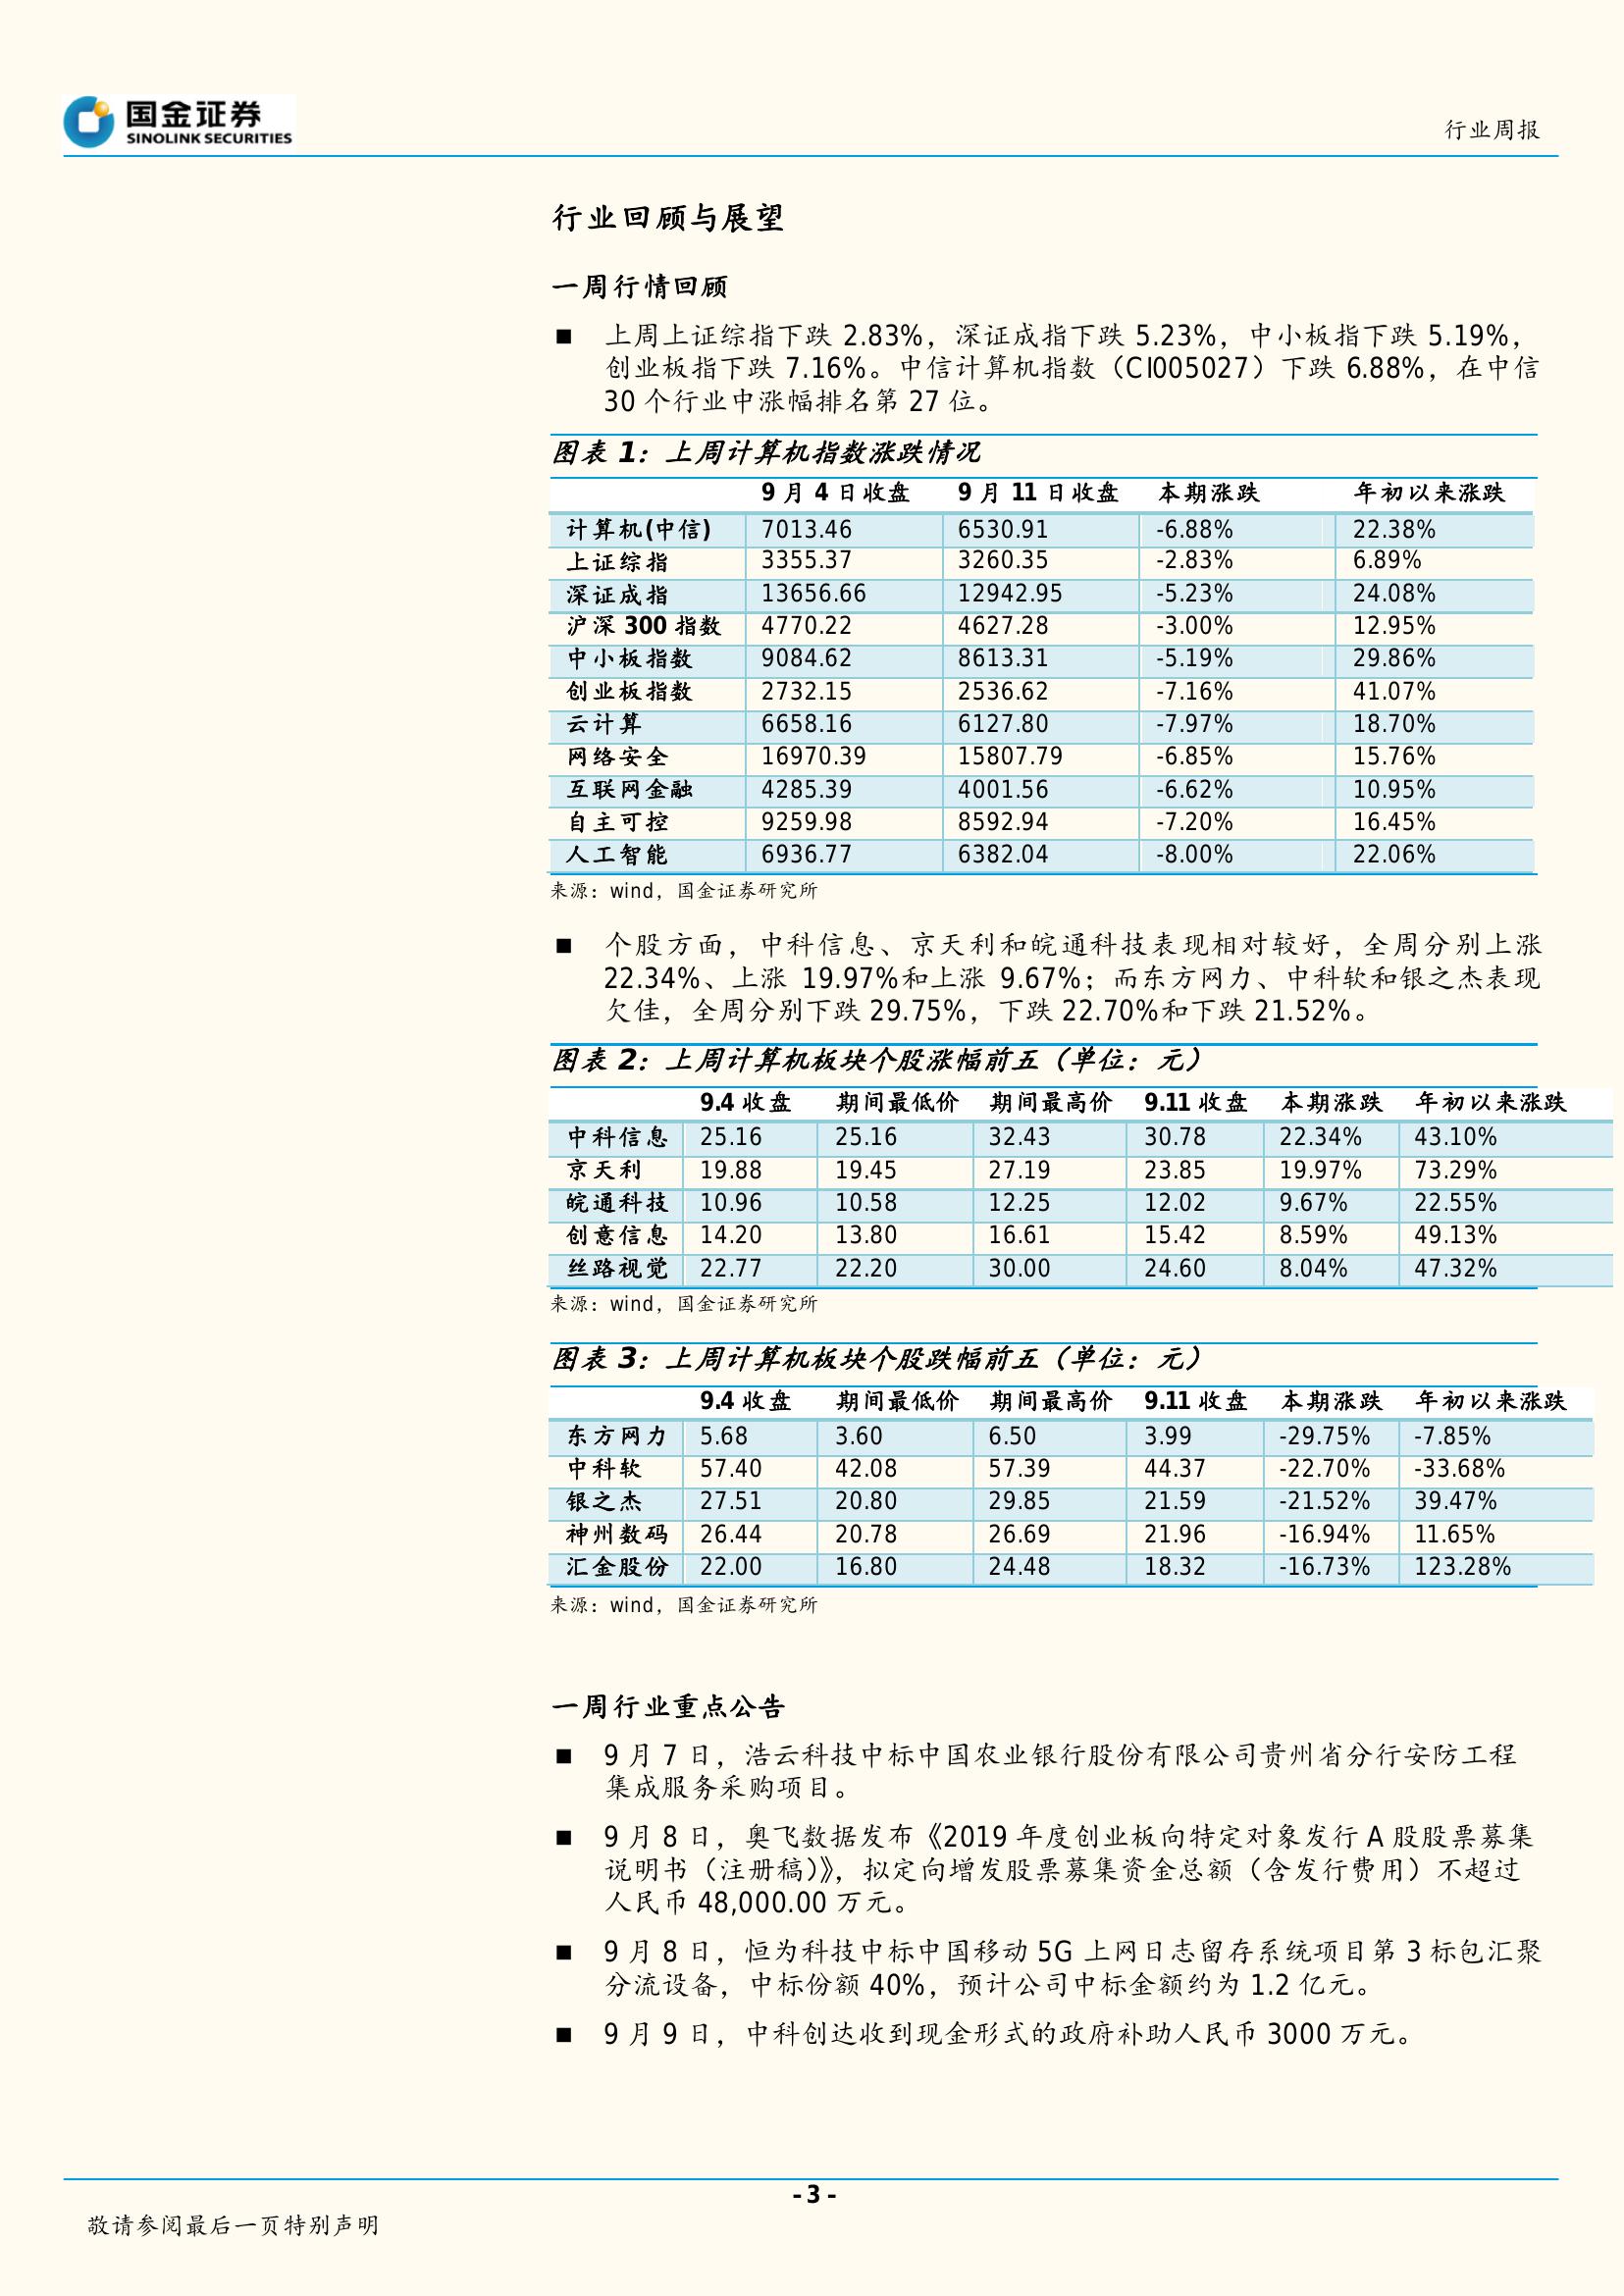 国金证券
SINOLINK SECURITIES
行业周报
行业回顾与展望
一周行情回顾
■ 上周上证综指下跌 2.83%，深证成指下跌 5.23%，中小板指下跌 5.19%，
创业板指下跌 7.16%。中信计算机指数（CI005027）下跌 6.88%，在中信
30 个行业中涨幅排名第 27 位。
图表 1：上周计算机指数涨跌情况
9 月 4 日收盘 9 月 11 日收盘 本期涨跌 年初以来涨跌
计算机(中信) 7013.46 6530.91 -6.88% 22.38%
上证综指 3355.37 3260.35 -2.83% 6.89%
深证成指 13656.66 12942.95 -5.23% 24.08%
沪深 300 指数 4770.22 4627.28 -3.00% 12.95%
中小板指数 9084.62 8613.31 -5.19% 29.86%
创业板指数 2732.15 2536.62 -7.16% 41.07%
云计算 6658.16 6127.80 -7.97% 18.70%
网络安全 16970.39 15807.79 -6.85% 15.76%
互联网金融 4285.39 4001.56 -6.62% 10.95%
自主可控 9259.98 8592.94 -7.20% 16.45%
人工智能 6936.77 6382.04 -8.00% 22.06%
来源：wind，国金证券研究所
■ 个股方面，中科信息、京天利和皖通科技表现相对较好，全周分别上涨
22.34%、上涨 19.97%和上涨 9.67%；而东方网力、中科软和银之杰表现
欠佳，全周分别下跌 29.75%，下跌 22.70%和下跌 21.52%。
图表 2：上周计算机板块个股涨幅前五（单位：元）
9.4 收盘 期间最低价 期间最高价 9.11 收盘 本期涨跌 年初以来涨跌
中科信息 25.16 25.16 32.43 30.78 22.34% 43.10%
京天利 19.88 19.45 27.19 23.85 19.97% 73.29%
皖通科技 10.96 10.58 12.25 12.02 9.67% 22.55%
创意信息 14.20 13.80 16.61 15.42 8.59% 49.13%
丝路视觉 22.77 22.20 30.00 24.60 8.04% 47.32%
来源：wind，国金证券研究所
图表 3：上周计算机板块个股跌幅前五（单位：元）
9.4 收盘 期间最低价 期间最高价 9.11 收盘 本期涨跌 年初以来涨跌
东方网力 5.68 3.60 6.50 3.99 -29.75% -7.85%
中科软 57.40 42.08 57.39 44.37 -22.70% -33.68%
银之杰 27.51 20.80 29.85 21.59 -21.52% 39.47%
神州数码 26.44 20.78 26.69 21.96 -16.94% 11.65%
汇金股份 22.00 16.80 24.48 18.32 -16.73% 123.28%
来源：wind，国金证券研究所
一周行业重点公告
■ 9 月 7 日，浩云科技中标中国农业银行股份有限公司贵州省分行安防工程
集成服务采购项目。
■ 9 月 8 日，奥飞数据发布《2019 年度创业板向特定对象发行 A 股股票募集
说明书（注册稿）》，拟定向增发股票募集资金总额（含发行费用）不超过
人民币 48,000.00 万元。
■ 9 月 8 日，恒为科技中标中国移动 5G 上网日志留存系统项目第 3 标包汇聚
分流设备，中标份额 40%，预计公司中标金额约为 1.2 亿元。
■ 9 月 9 日，中科创达收到现金形式的政府补助人民币 3000 万元。
- 3 -
敬请参阅最后一页特别声明